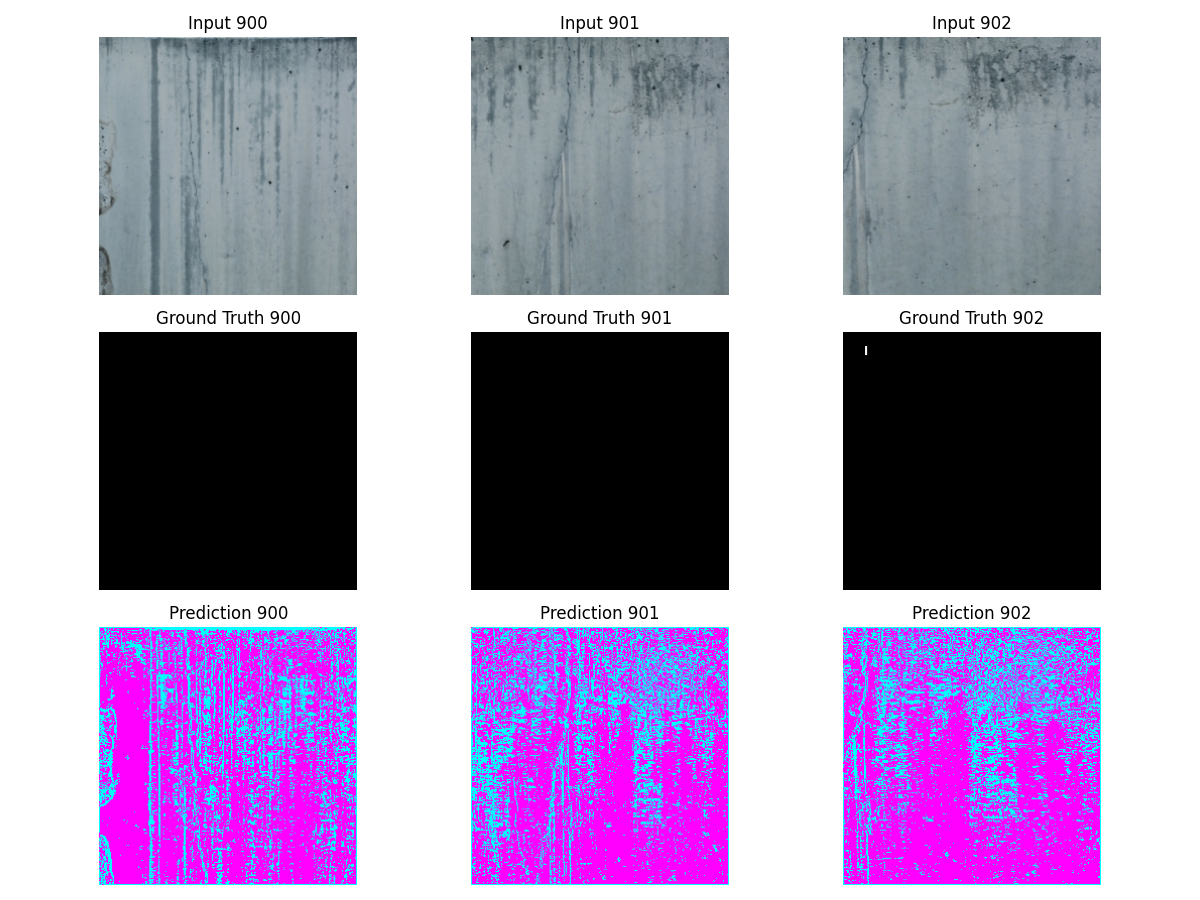 Input 900
Input 901
Input 902
Ground Truth 900
Ground Truth 901
Ground Truth 902
Prediction 900
Prediction 901
Prediction 902